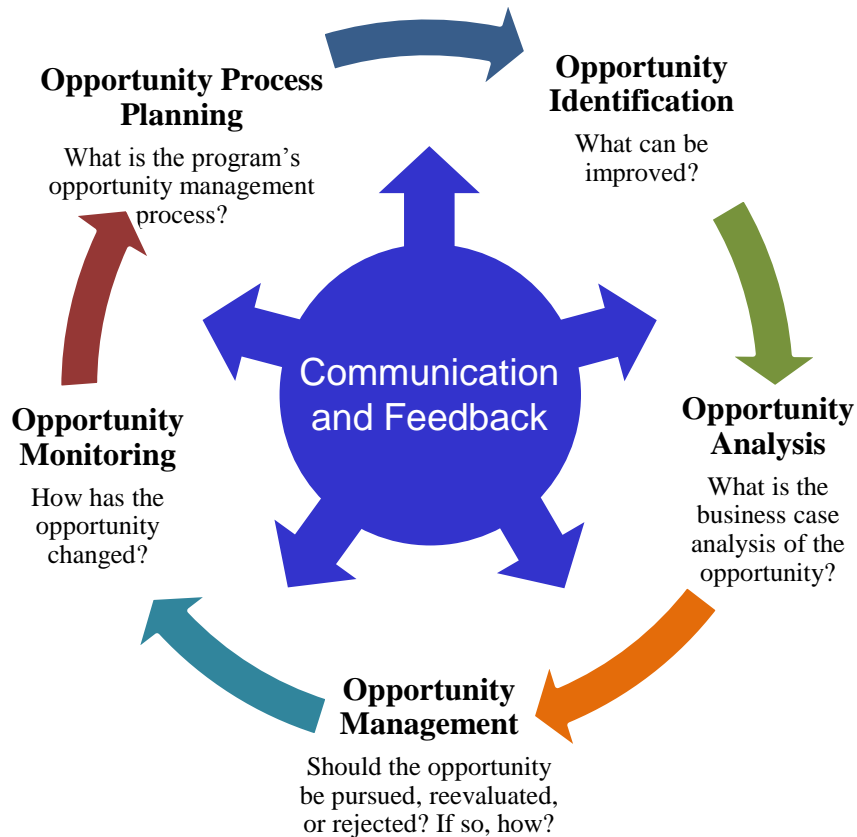 Opportunity Process
Planning
What is the program’s
opportunity management
process?
Opportunity
Identification
What can be
improved?
Opportunity
Analysis
What is the
business case
analysis of the
opportunity?
Opportunity
Management
Should the opportunity
be pursued, reevaluated,
or rejected? If so, how?
Opportunity
Monitoring
How has the
opportunity
changed?
Communication
and Feedback